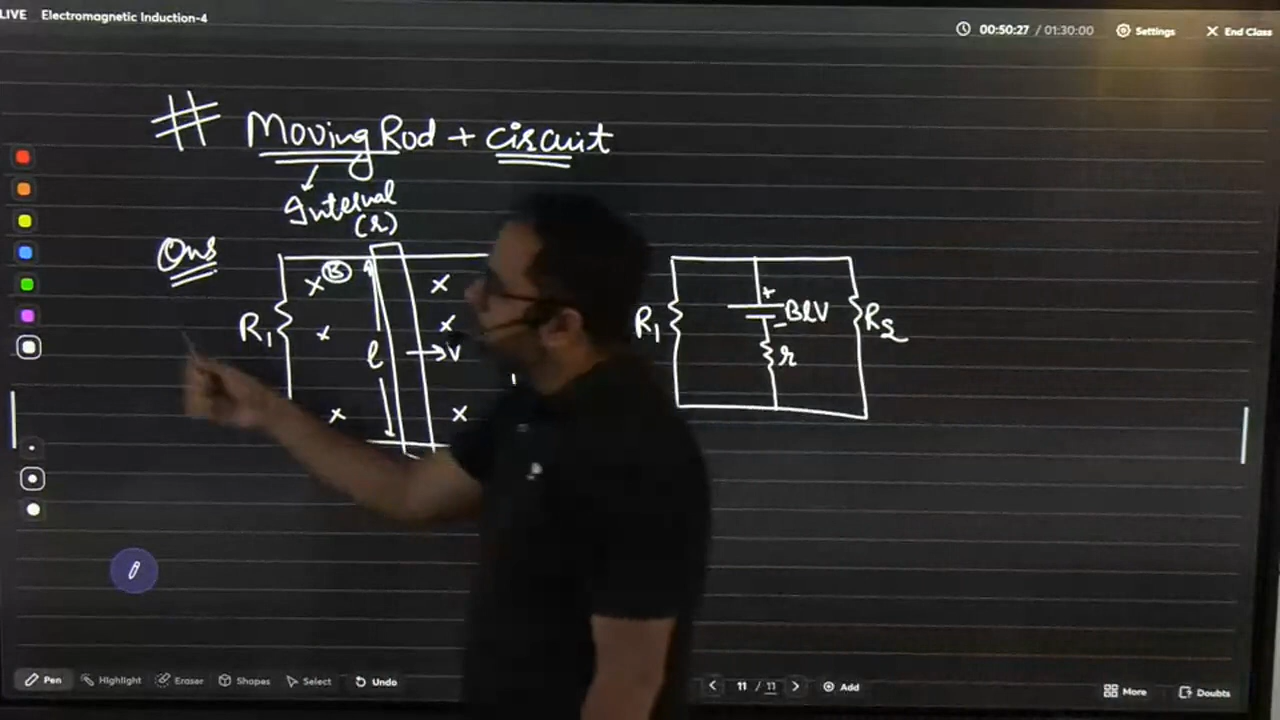 LIVE Electromagnetic Induction-4
00:50:27 / 01:30:00 Settings End Class
# Moving Rod + circuit
Internal
(r)
Ques
B
R1
l
V
R1
+
BlV
-
r
R2
Pen Highlight Eraser Shapes Select Undo
11 / 11 Add
More Doubts